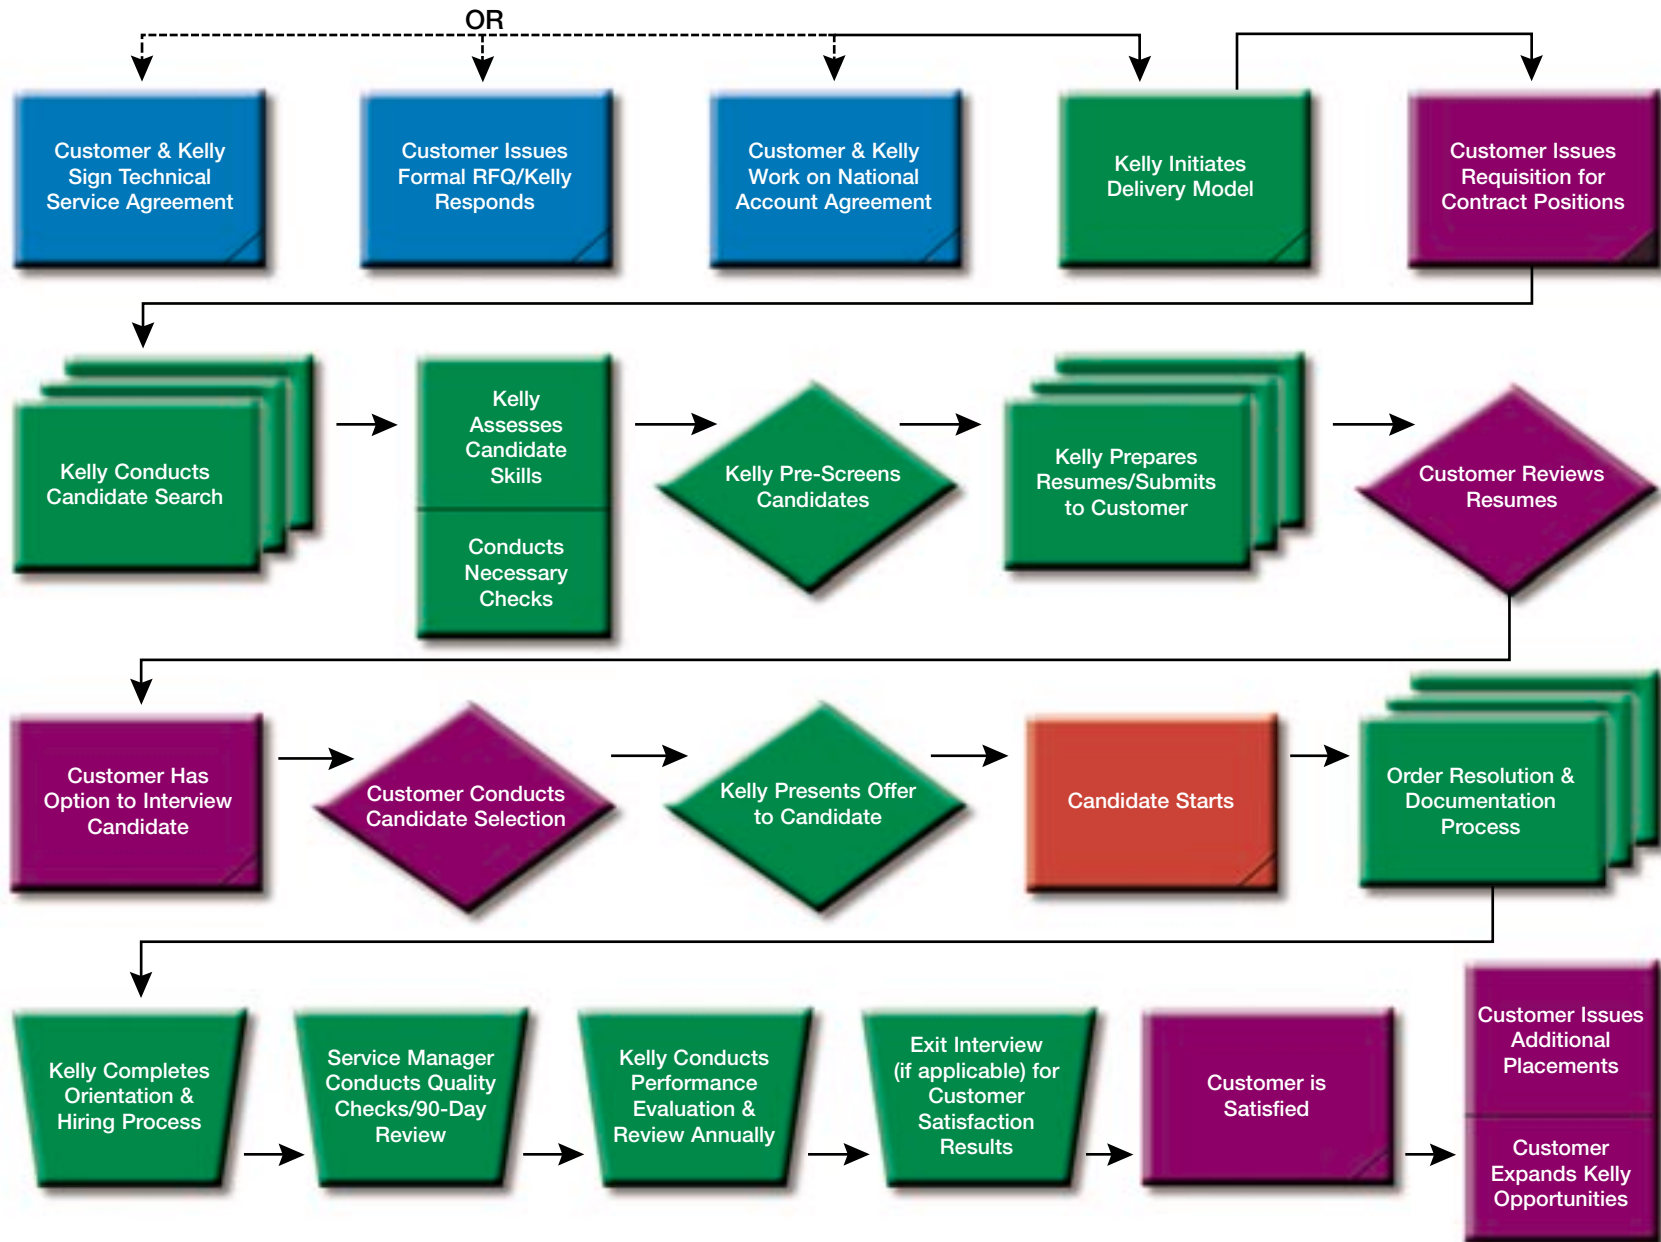 OR
Customer & Kelly
Sign Technical
Service Agreement
Customer Issues
Formal RFQ/Kelly
Responds
Customer & Kelly
Work on National
Account Agreement
Kelly Initiates
Delivery Model
Customer Issues
Requisition for
Contract Positions
Kelly Conducts
Candidate Search
Kelly
Assesses
Candidate
Skills
Conducts
Necessary
Checks
Kelly Pre-Screens
Candidates
Kelly Prepares
Resumes/Submits
to Customer
Customer Reviews
Resumes
Customer Has
Option to Interview
Candidate
Customer Conducts
Candidate Selection
Kelly Presents Offer
to Candidate
Candidate Starts
Order Resolution &
Documentation
Process
Kelly Completes
Orientation &
Hiring Process
Service Manager
Conducts Quality
Checks/90-Day
Review
Kelly Conducts
Performance
Evaluation &
Review Annually
Exit Interview
(if applicable) for
Customer
Satisfaction
Results
Customer is
Satisfied
Customer Issues
Additional
Placements
Customer
Expands Kelly
Opportunities